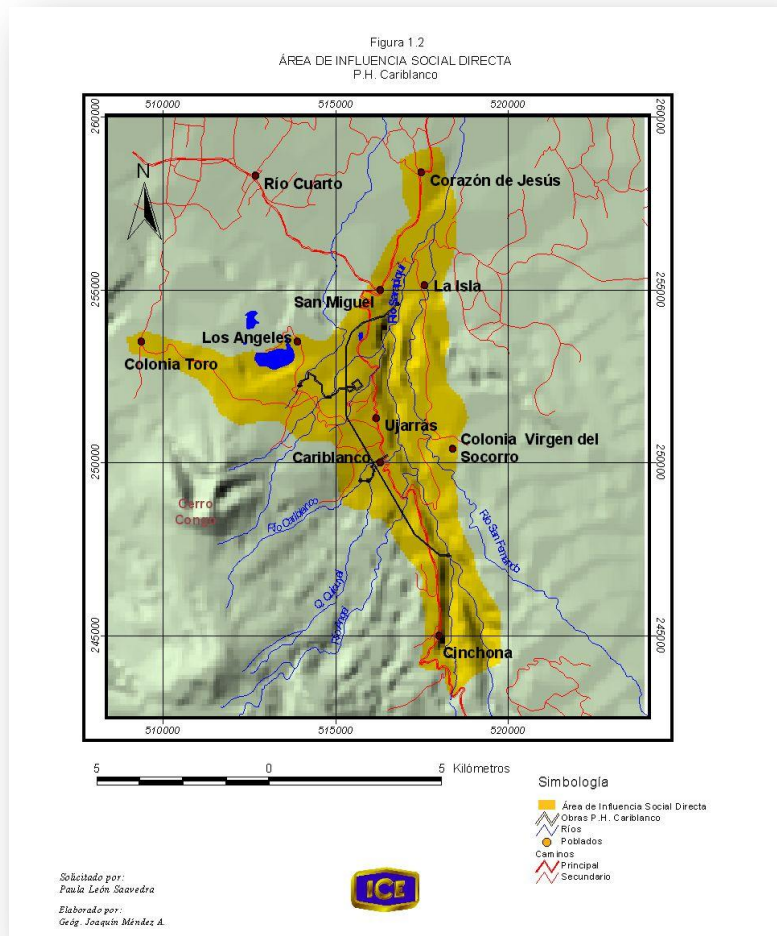 Figura 1.2
ÁREA DE INFLUENCIA SOCIAL DIRECTA
P.H. Cariblanco
510000 515000 520000
260000 260000
N
Río Cuarto
Corazón de Jesús
255000 255000
San Miguel
La Isla
Río Sarapiquí
Los Angeles
Colonia Toro
Ujarrás
Colonia Virgen del
Socorro
250000 250000
Cariblanco
Cerro
Congo
Río Cariblanco
Río San Fernando
Q. Quicuyal
Río Angel
245000 245000
Cinchona
510000 515000 520000
5 0 5 Kilómetros
Simbología
Área de Influencia Social Directa
Obras P.H. Cariblanco
Ríos
Poblados
Caminos
Principal
Secundario
Solicitado por:
Paula León Saavedra
Elaborado por:
Geóg. Joaquín Méndez A.
ICE